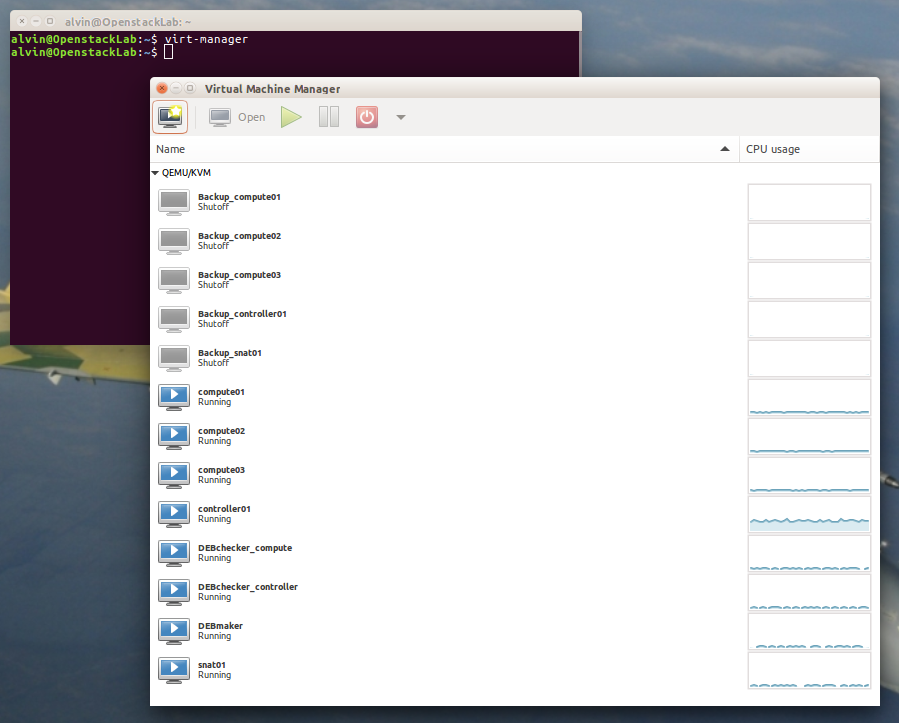 alvin@OpenstackLab: ~
alvin@OpenstackLab:~$ virt-manager
alvin@OpenstackLab:~$
Virtual Machine Manager
Open
Name CPU usage
QEMU/KVM
Backup_compute01
Shutoff
Backup_compute02
Shutoff
Backup_compute03
Shutoff
Backup_controller01
Shutoff
Backup_snat01
Shutoff
compute01
Running
compute02
Running
compute03
Running
controller01
Running
DEBchecker_compute
Running
DEBchecker_controller
Running
DEBmaker
Running
snat01
Running